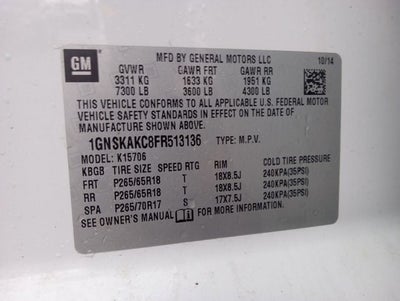 GM
MFD BY GENERAL MOTORS LLC 10/14
GVWR GAWR FRT GAWR RR
3311 KG 1633 KG 1951 KG
7300 LB 3600 LB 4300 LB
THIS VEHICLE CONFORMS TO ALL APPLICABLE U.S. FEDERAL MOTOR
VEHICLE SAFETY STANDARDS IN EFFECT ON THE DATE OF
MANUFACTURE SHOWN ABOVE.
1GNSKAKC8FR513136 TYPE: M.P.V.
MODEL: K15706
KBGB TIRE SIZE SPEED RTG RIM COLD TIRE PRESSURE
FRT P265/65R18 T 18X8.5J 240KPA(35PSI)
RR P265/65R18 T 18X8.5J 240KPA(35PSI)
SPA P265/70R17 S 17X7.5J 240KPA(35PSI)
SEE OWNER'S MANUAL FOR ADDITIONAL INFORMATION.